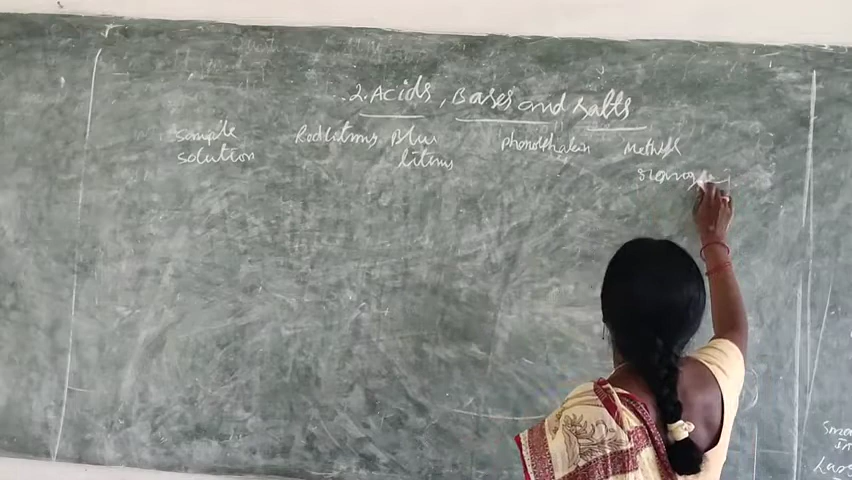 2. Acids, Bases and Salts
Sample Red litmus Blue Phenolphthalein Methyl
solution litmus orange